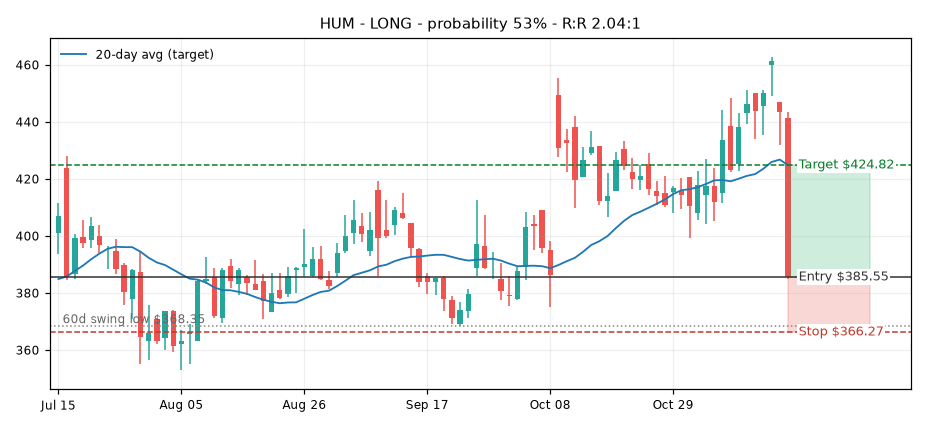 HUM - LONG - probability 53% - R:R 2.04:1
20-day avg (target)
460
440
420
400
380
360
Target $424.82
Entry $385.55
60d swing low $368.35
Stop $366.27
Jul 15
Aug 05
Aug 26
Sep 17
Oct 08
Oct 29